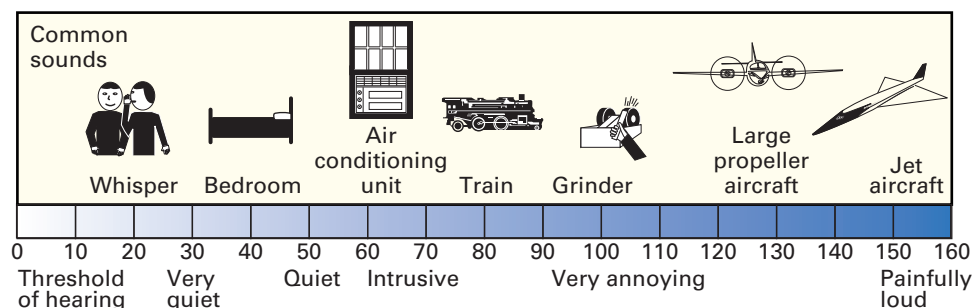 Common
sounds
Whisper
Bedroom
Air
conditioning
unit
Train
Grinder
Large
propeller
aircraft
Jet
aircraft
0 10 20 30 40 50 60 70 80 90 100 110 120 130 140 150 160
Threshold
of hearing
Very
quiet
Quiet
Intrusive
Very annoying
Painfully
loud